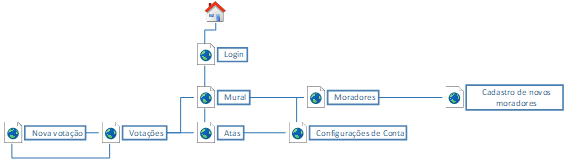 Login
Mural
Moradores
Cadastro de novos
moradores
Nova votação
Votações
Atas
Configurações de Conta